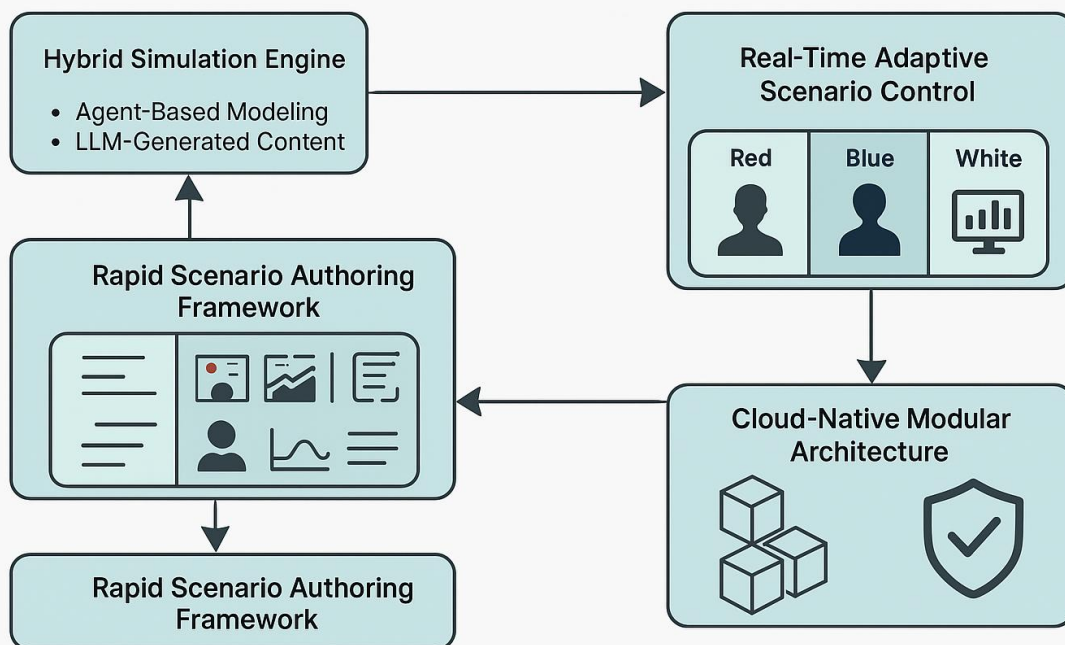 Hybrid Simulation Engine
• Agent-Based Modeling
• LLM-Generated Content
Real-Time Adaptive
Scenario Control
Red
Blue
White
Rapid Scenario Authoring
Framework
Cloud-Native Modular
Architecture
Rapid Scenario Authoring
Framework